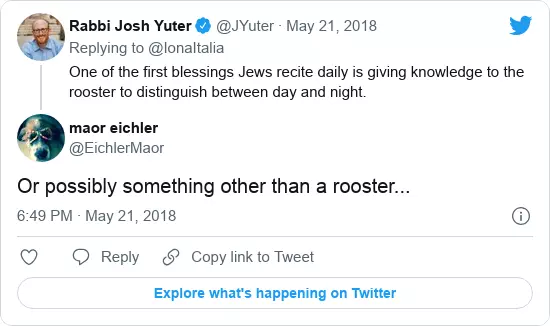 Rabbi Josh Yuter @JYuter · May 21, 2018
Replying to @IonaItalia
One of the first blessings Jews recite daily is giving knowledge to the
rooster to distinguish between day and night.
maor eichler
@EichlerMaor
Or possibly something other than a rooster...
6:49 PM · May 21, 2018
Reply Copy link to Tweet
Explore what's happening on Twitter